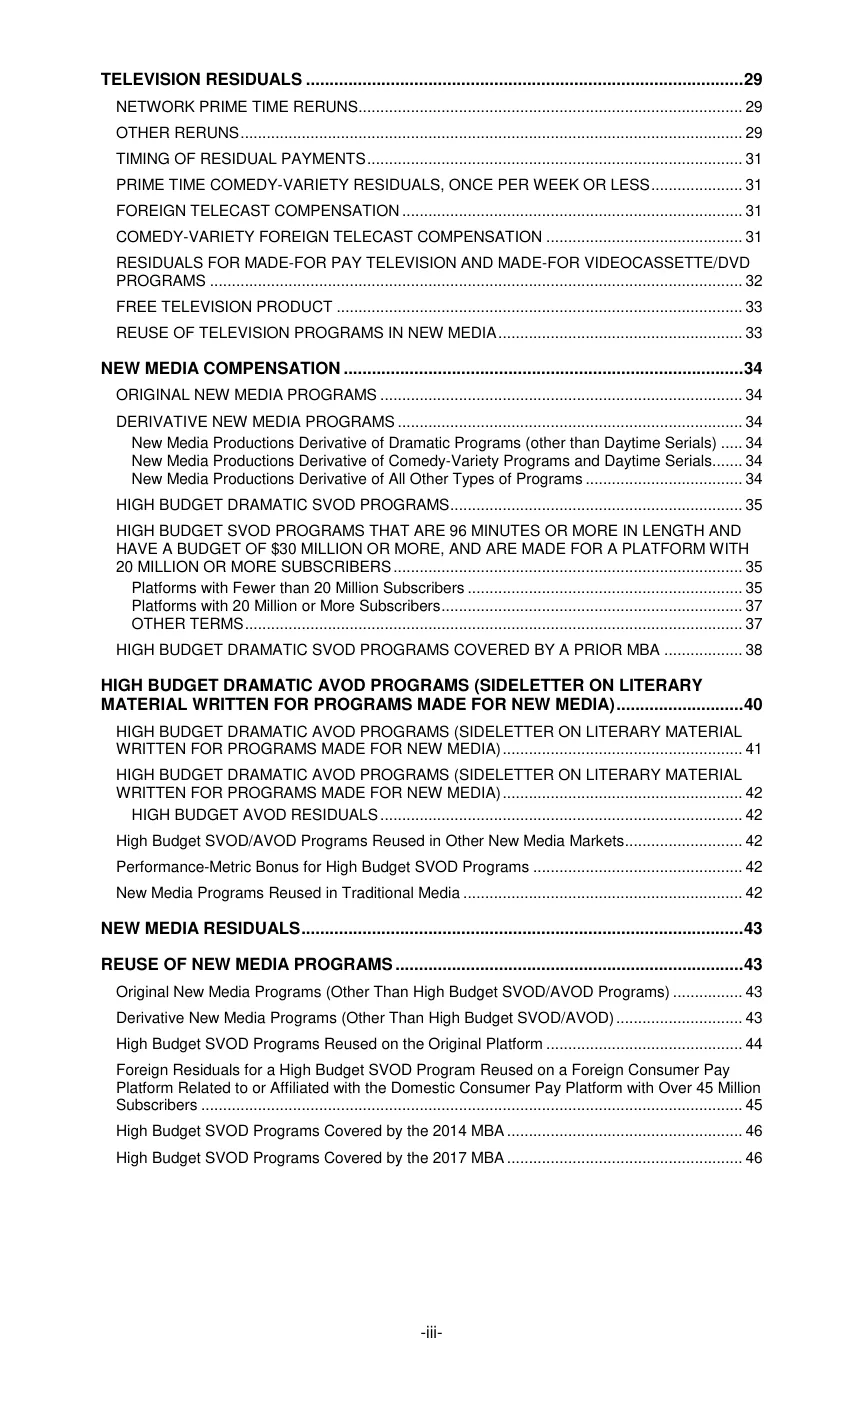 TELEVISION RESIDUALS ............................................................................................29
NETWORK PRIME TIME RERUNS....................................................................................... 29
OTHER RERUNS.................................................................................................................. 29
TIMING OF RESIDUAL PAYMENTS..................................................................................... 31
PRIME TIME COMEDY-VARIETY RESIDUALS, ONCE PER WEEK OR LESS..................... 31
FOREIGN TELECAST COMPENSATION ............................................................................. 31
COMEDY-VARIETY FOREIGN TELECAST COMPENSATION ............................................. 31
RESIDUALS FOR MADE-FOR PAY TELEVISION AND MADE-FOR VIDEOCASSETTE/DVD
PROGRAMS ......................................................................................................................... 32
FREE TELEVISION PRODUCT ............................................................................................ 33
REUSE OF TELEVISION PROGRAMS IN NEW MEDIA........................................................ 33
NEW MEDIA COMPENSATION .....................................................................................34
ORIGINAL NEW MEDIA PROGRAMS ................................................................................... 34
DERIVATIVE NEW MEDIA PROGRAMS ............................................................................... 34
New Media Productions Derivative of Dramatic Programs (other than Daytime Serials) ..... 34
New Media Productions Derivative of Comedy-Variety Programs and Daytime Serials....... 34
New Media Productions Derivative of All Other Types of Programs .................................... 34
HIGH BUDGET DRAMATIC SVOD PROGRAMS................................................................... 35
HIGH BUDGET SVOD PROGRAMS THAT ARE 96 MINUTES OR MORE IN LENGTH AND
HAVE A BUDGET OF $30 MILLION OR MORE, AND ARE MADE FOR A PLATFORM WITH
20 MILLION OR MORE SUBSCRIBERS................................................................................ 35
Platforms with Fewer than 20 Million Subscribers ............................................................... 35
Platforms with 20 Million or More Subscribers..................................................................... 37
OTHER TERMS.................................................................................................................. 37
HIGH BUDGET DRAMATIC SVOD PROGRAMS COVERED BY A PRIOR MBA .................. 38
HIGH BUDGET DRAMATIC AVOD PROGRAMS (SIDELETTER ON LITERARY
MATERIAL WRITTEN FOR PROGRAMS MADE FOR NEW MEDIA)...........................40
HIGH BUDGET DRAMATIC AVOD PROGRAMS (SIDELETTER ON LITERARY MATERIAL
WRITTEN FOR PROGRAMS MADE FOR NEW MEDIA)....................................................... 41
HIGH BUDGET DRAMATIC AVOD PROGRAMS (SIDELETTER ON LITERARY MATERIAL
WRITTEN FOR PROGRAMS MADE FOR NEW MEDIA)....................................................... 42
HIGH BUDGET AVOD RESIDUALS................................................................................... 42
High Budget SVOD/AVOD Programs Reused in Other New Media Markets........................... 42
Performance-Metric Bonus for High Budget SVOD Programs ................................................ 42
New Media Programs Reused in Traditional Media ................................................................ 42
NEW MEDIA RESIDUALS..............................................................................................43
REUSE OF NEW MEDIA PROGRAMS..........................................................................43
Original New Media Programs (Other Than High Budget SVOD/AVOD Programs) ................ 43
Derivative New Media Programs (Other Than High Budget SVOD/AVOD)............................. 43
High Budget SVOD Programs Reused on the Original Platform ............................................. 44
Foreign Residuals for a High Budget SVOD Program Reused on a Foreign Consumer Pay
Platform Related to or Affiliated with the Domestic Consumer Pay Platform with Over 45 Million
Subscribers ........................................................................................................................... 45
High Budget SVOD Programs Covered by the 2014 MBA ...................................................... 46
High Budget SVOD Programs Covered by the 2017 MBA ...................................................... 46
-iii-